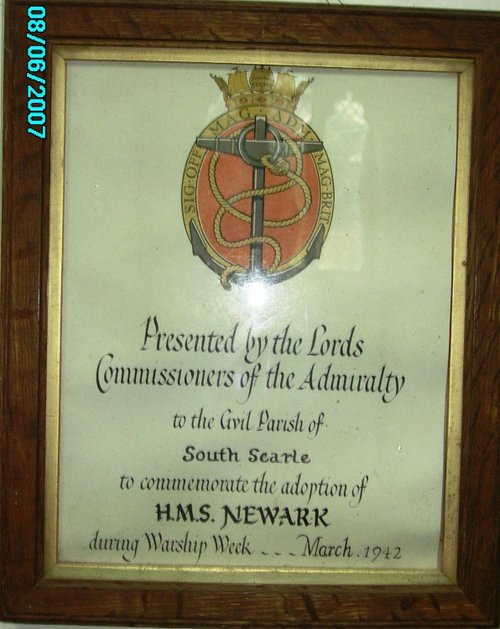 08/06/2007
SIG·OFF· MAG· ADM· MAG·BRIT
Presented by the Lords
Commissioners of the Admiralty
to the Civil Parish of
South Scarle
to commemorate the adoption of
H.M.S. NEWARK
during Warship Week - - - March . 1942